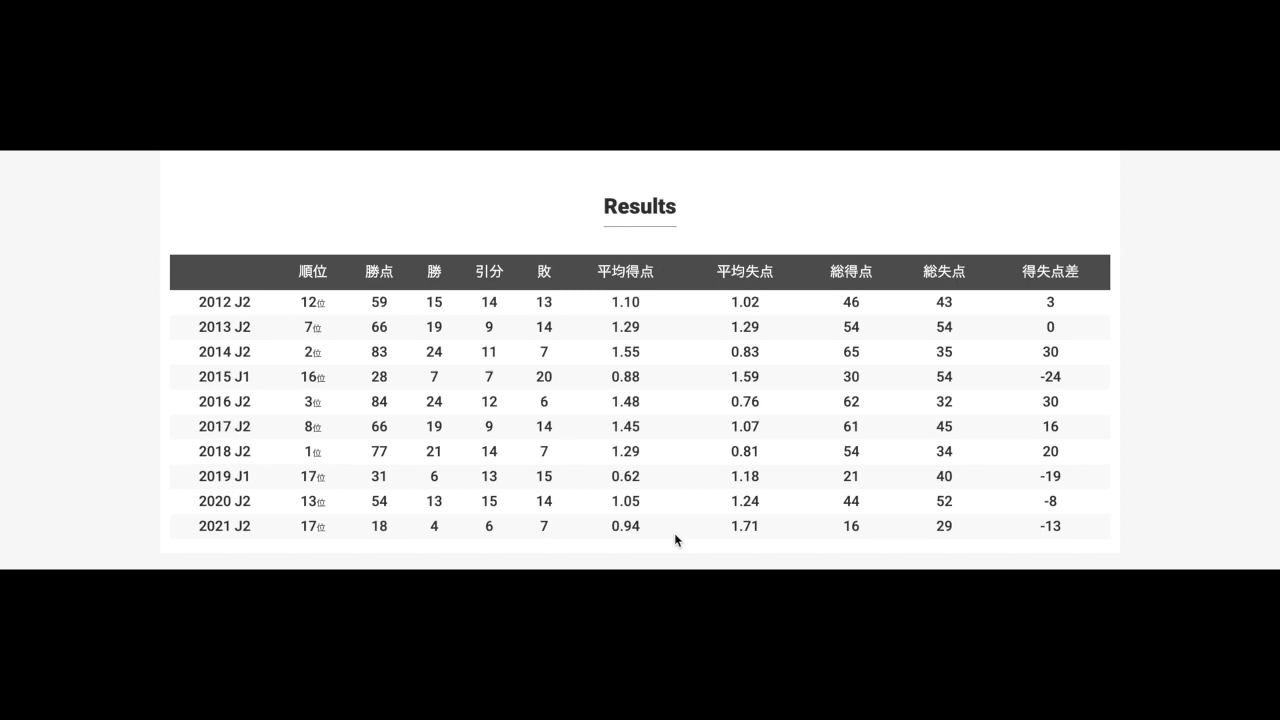 Results
順位 勝点 勝 引分 敗 平均得点 平均失点 総得点 総失点 得失点差
2012 J2 12位 59 15 14 13 1.10 1.02 46 43 3
2013 J2 7位 66 19 9 14 1.29 1.29 54 54 0
2014 J2 2位 83 24 11 7 1.55 0.83 65 35 30
2015 J1 16位 28 7 7 20 0.88 1.59 30 54 -24
2016 J2 3位 84 24 12 6 1.48 0.76 62 32 30
2017 J2 8位 66 19 9 14 1.45 1.07 61 45 16
2018 J2 1位 77 21 14 7 1.29 0.81 54 34 20
2019 J1 17位 31 6 13 15 0.62 1.18 21 40 -19
2020 J2 13位 54 13 15 14 1.05 1.24 44 52 -8
2021 J2 17位 18 4 6 7 0.94 1.71 16 29 -13